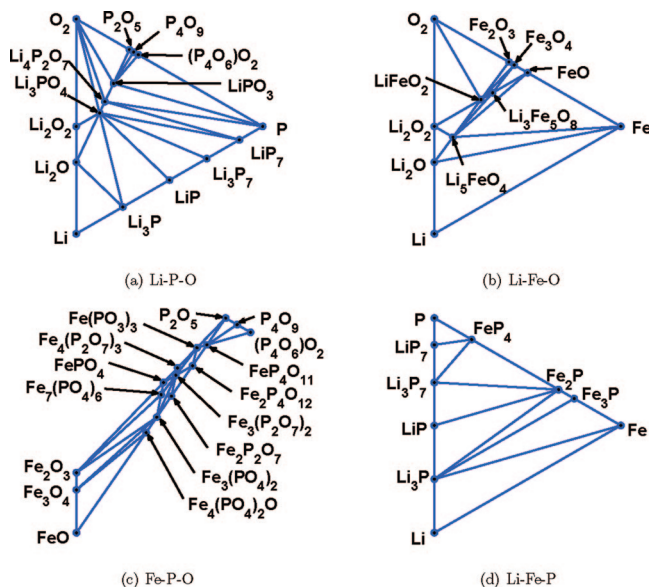 O₂
P₂O₅
P₄O₉
(P₄O₆)O₂
Li₄P₂O₇
Li₃PO₄
LiPO₃
Li₂O₂
P
Li₂O
LiP₇
Li₃P₇
LiP
Li₃P
Li
(a) Li-P-O
O₂
Fe₂O₃
Fe₃O₄
FeO
LiFeO₂
Li₃Fe₅O₈
Li₂O₂
Fe
Li₂O
Li₅FeO₄
Li
(b) Li-Fe-O
P₂O₅
P₄O₉
(P₄O₆)O₂
Fe(PO₃)₃
Fe₄(P₂O₇)₃
FePO₄
Fe₇(PO₄)₆
FeP₄O₁₁
Fe₂P₄O₁₂
Fe₃(P₂O₇)₂
Fe₂P₂O₇
Fe₃(PO₄)₂
Fe₄(PO₄)₂O
Fe₂O₃
Fe₃O₄
FeO
(c) Fe-P-O
P
FeP₄
LiP₇
Li₃P₇
Fe₂P
Fe₃P
LiP
Fe
Li₃P
Li
(d) Li-Fe-P